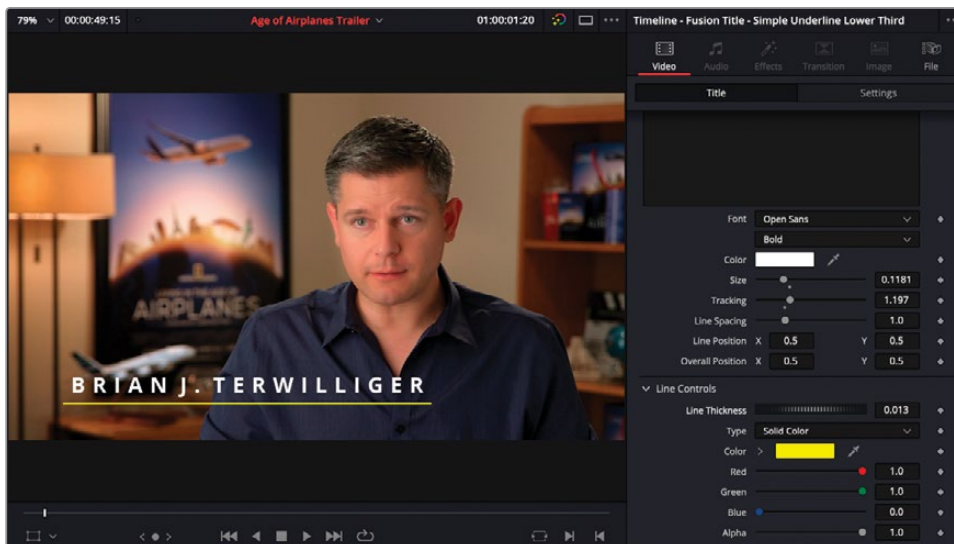 79% 00:00:49:15 Age of Airplanes Trailer 01:00:01:20 Timeline - Fusion Title - Simple Underline Lower Third
Video Audio Effects Transition Image File
Title Settings
AIRPLANES
BRIAN J. TERWILLIGER
Font Open Sans
Bold
Color
Size 0.1181
Tracking 1.197
Line Spacing 1.0
Line Position X 0.5 Y 0.5
Overall Position X 0.5 Y 0.5
Line Controls
Line Thickness 0.013
Type Solid Color
Color
Red 1.0
Green 1.0
Blue 0.0
Alpha 1.0